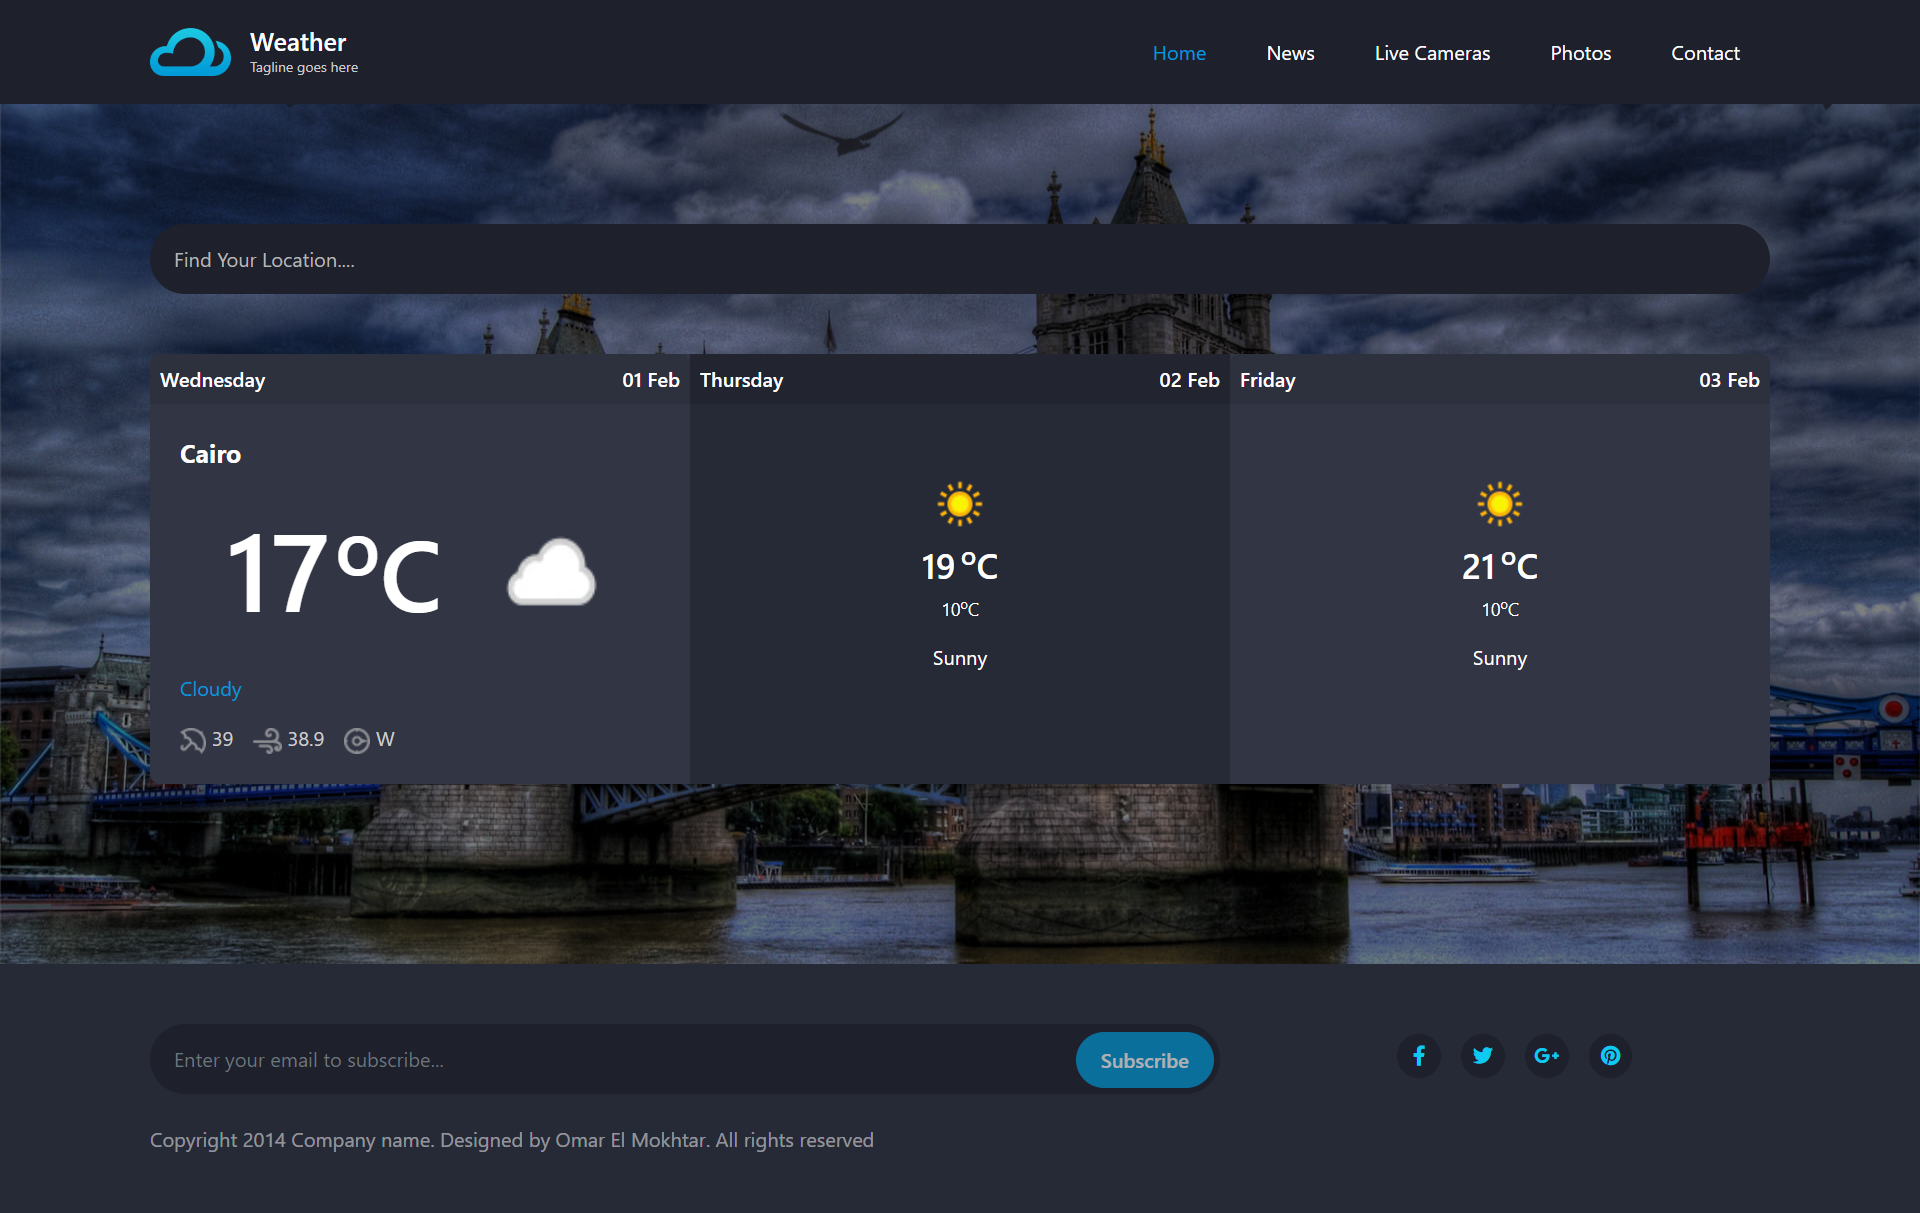 Weather
Tagline goes here
Home
News
Live Cameras
Photos
Contact
Find Your Location....
Wednesday
01 Feb
Thursday
02 Feb
Friday
03 Feb
Cairo
17°C
Cloudy
39
38.9
W
19 °C
10°C
Sunny
21 °C
10°C
Sunny
Enter your email to subscribe...
Subscribe
Copyright 2014 Company name. Designed by Omar El Mokhtar. All rights reserved